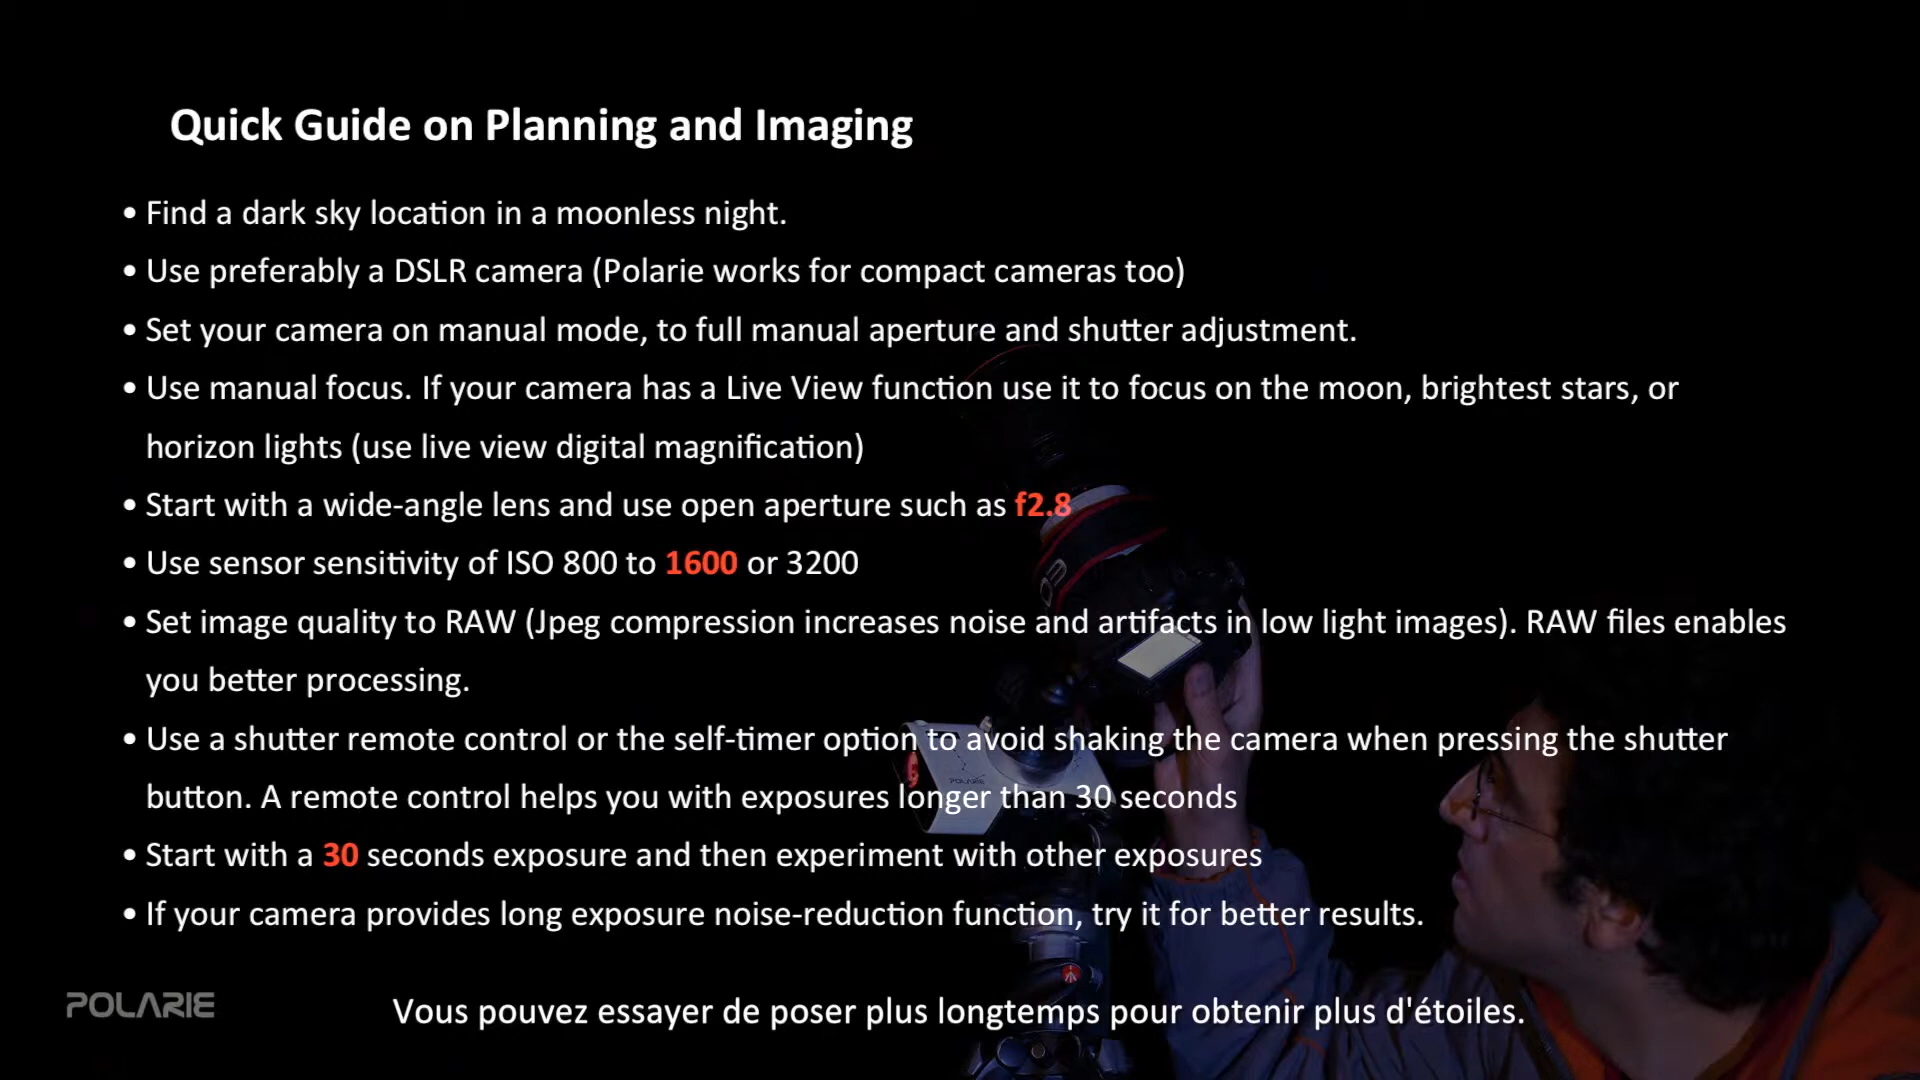 Quick Guide on Planning and Imaging
• Find a dark sky location in a moonless night.
• Use preferably a DSLR camera (Polarie works for compact cameras too)
• Set your camera on manual mode, to full manual aperture and shutter adjustment.
• Use manual focus. If your camera has a Live View function use it to focus on the moon, brightest stars, or
horizon lights (use live view digital magnification)
• Start with a wide-angle lens and use open aperture such as f2.8
• Use sensor sensitivity of ISO 800 to 1600 or 3200
• Set image quality to RAW (Jpeg compression increases noise and artifacts in low light images). RAW files enables
you better processing.
• Use a shutter remote control or the self-timer option to avoid shaking the camera when pressing the shutter
POLARIE
button. A remote control helps you with exposures longer than 30 seconds
• Start with a 30 seconds exposure and then experiment with other exposures
• If your camera provides long exposure noise-reduction function, try it for better results.
POLARIE
Vous pouvez essayer de poser plus longtemps pour obtenir plus d'étoiles.